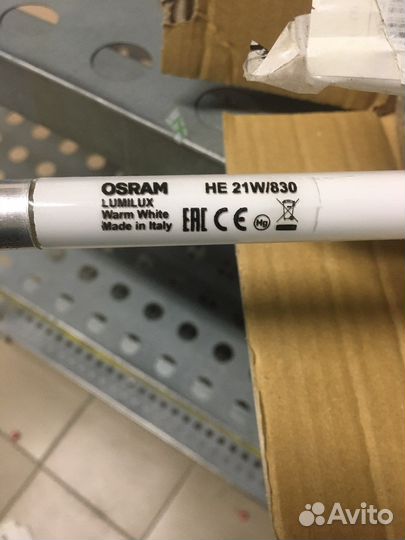 OSRAM HE 21W/830
LUMILUX
Warm White
Made in Italy EAC CE Hg
Avito